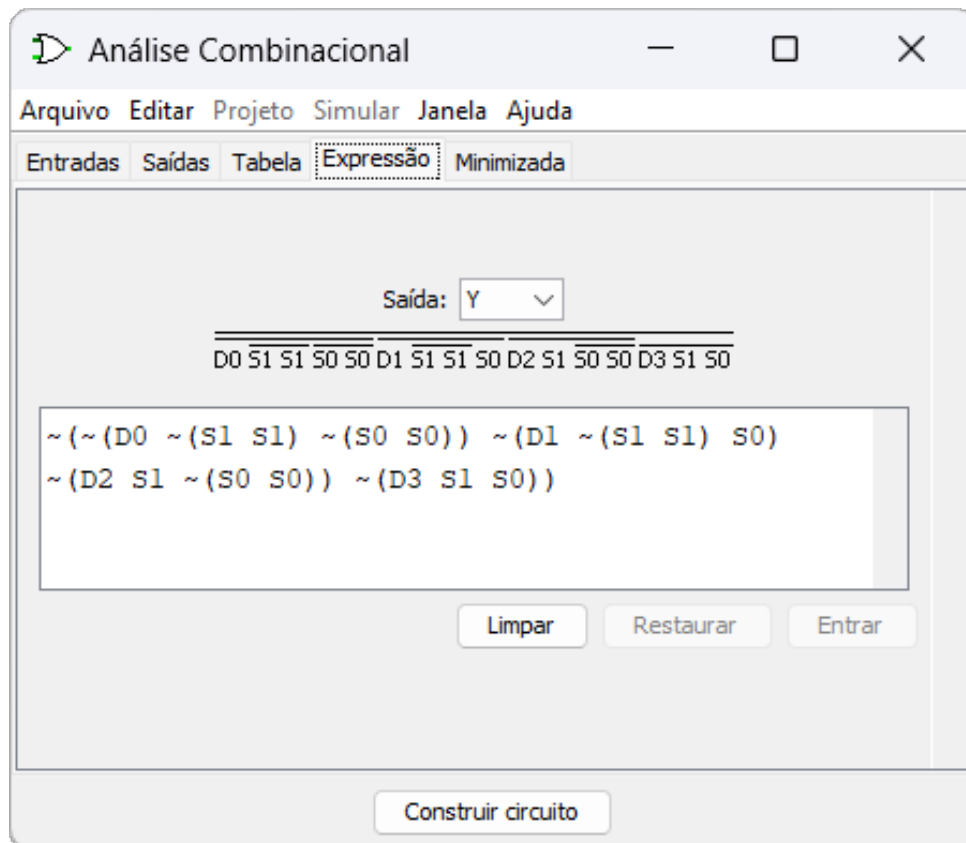 Análise Combinacional
Arquivo Editar Projeto Simular Janela Ajuda
Entradas Saídas Tabela Expressão Minimizada
Saída: Y
D0 S1 S1 S0 S0 D1 S1 S1 S0 D2 S1 S0 S0 D3 S1 S0
~(~(D0 ~(S1 S1) ~(S0 S0)) ~(D1 ~(S1 S1) S0)
~(D2 S1 ~(S0 S0)) ~(D3 S1 S0))
Limpar Restaurar Entrar
Construir circuito